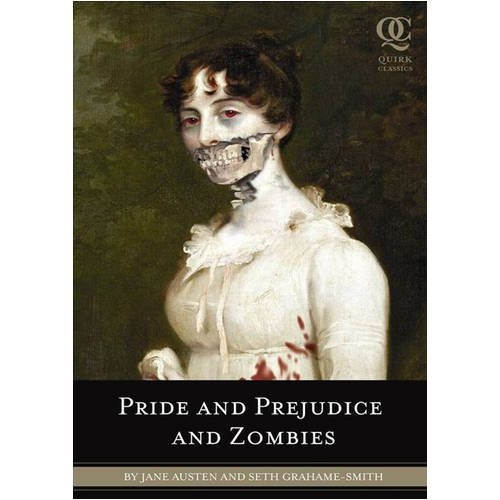 QC
QUIRK
CLASSICS
PRIDE AND PREJUDICE
AND ZOMBIES
BY JANE AUSTEN AND SETH GRAHAME-SMITH